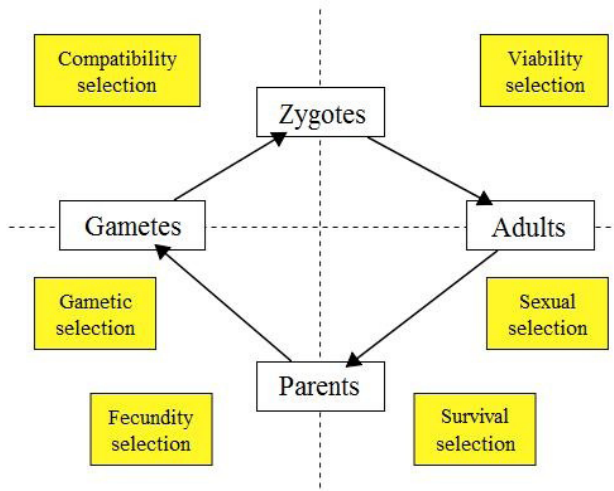 Compatibility
selection
Viability
selection
Zygotes
Gametes
Adults
Gametic
selection
Sexual
selection
Parents
Fecundity
selection
Survival
selection